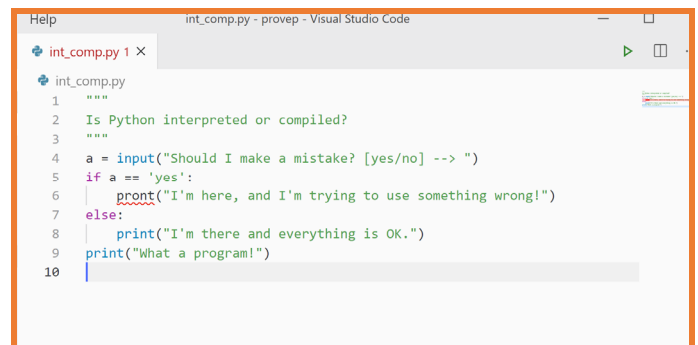 Help int_comp.py - provep - Visual Studio Code
int_comp.py 1
int_comp.py
1 """
2 Is Python interpreted or compiled?
3 """
4 a = input("Should I make a mistake? [yes/no] --> ")
5 if a == 'yes':
6     pront("I'm here, and I'm trying to use something wrong!")
7 else:
8     print("I'm there and everything is OK.")
9 print("What a program!")
10